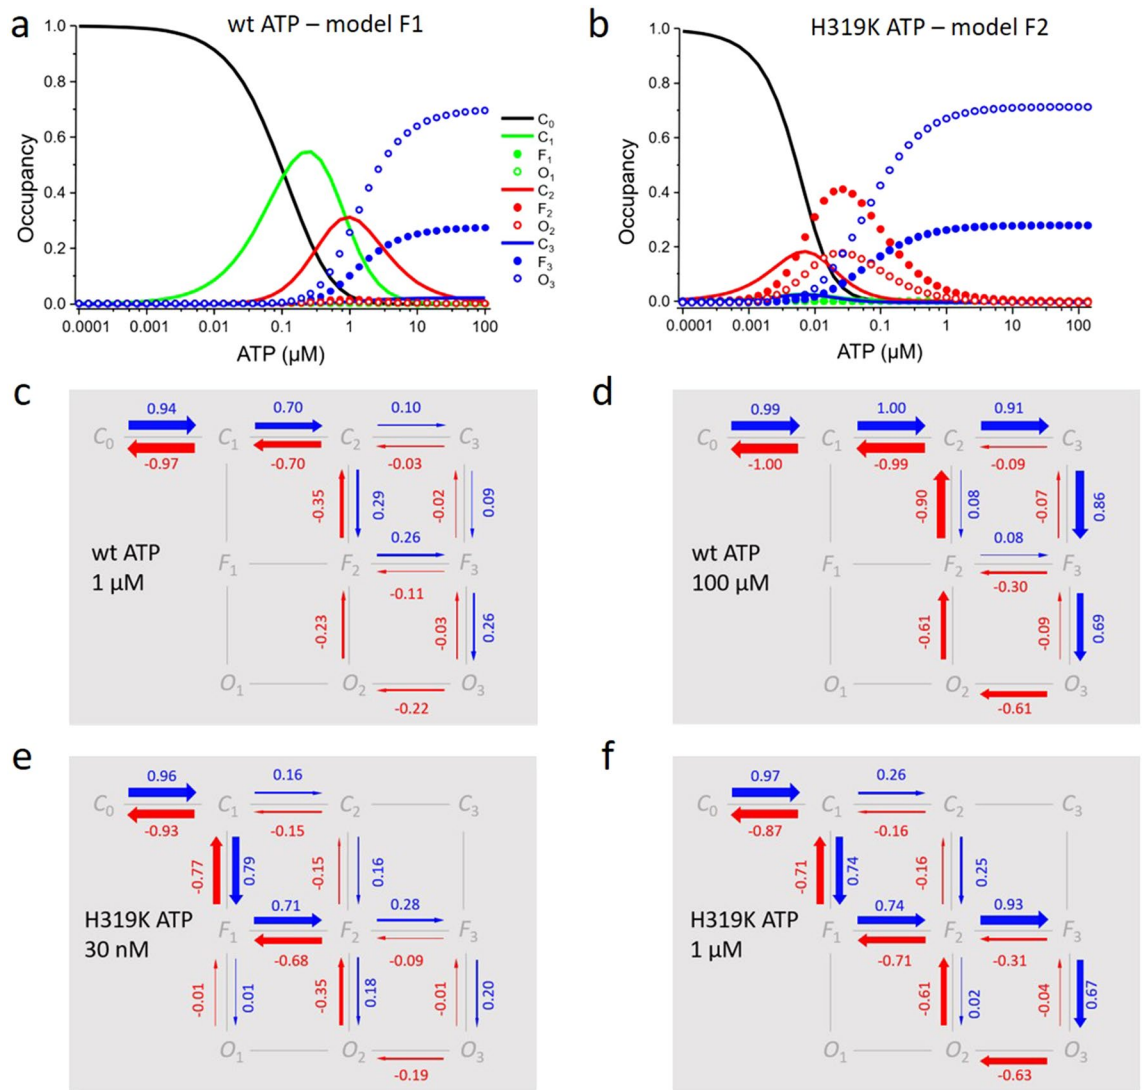 a
wt ATP – model F1
1.0
0.8
0.6
0.4
0.2
0.0
Occupancy
0.0001 0.001 0.01 0.1 1 10 100
ATP (µM)
C0
C1
F1
O1
C2
F2
O2
C3
F3
O3
b
H319K ATP – model F2
1.0
0.8
0.6
0.4
0.2
0.0
Occupancy
0.0001 0.001 0.01 0.1 1 10 100
ATP (µM)
c
0.94 0.70 0.10
C0 C1 C2 C3
-0.97 -0.70 -0.03
-0.35 0.29 -0.02 0.09
wt ATP
1 µM
0.26
F1 F2 F3
-0.11
-0.23 -0.03 0.26
O1 O2 O3
-0.22
d
0.99 1.00 0.91
C0 C1 C2 C3
-1.00 -0.99 -0.09
-0.90 0.08 -0.07 0.86
wt ATP
100 µM
0.08
F1 F2 F3
-0.30
-0.61 -0.09 0.69
O1 O2 O3
-0.61
e
0.96 0.16
C0 C1 C2 C3
-0.93 -0.15
-0.77 0.79 -0.15 0.16
H319K ATP
30 nM
0.71 0.28
F1 F2 F3
-0.68 -0.09
-0.01 0.01 -0.35 0.18 -0.01 0.20
O1 O2 O3
-0.19
f
0.97 0.26
C0 C1 C2 C3
-0.87 -0.16
-0.71 0.74 -0.16 0.25
H319K ATP
1 µM
0.74 0.93
F1 F2 F3
-0.71 -0.31
-0.61 0.02 -0.04 0.67
O1 O2 O3
-0.63